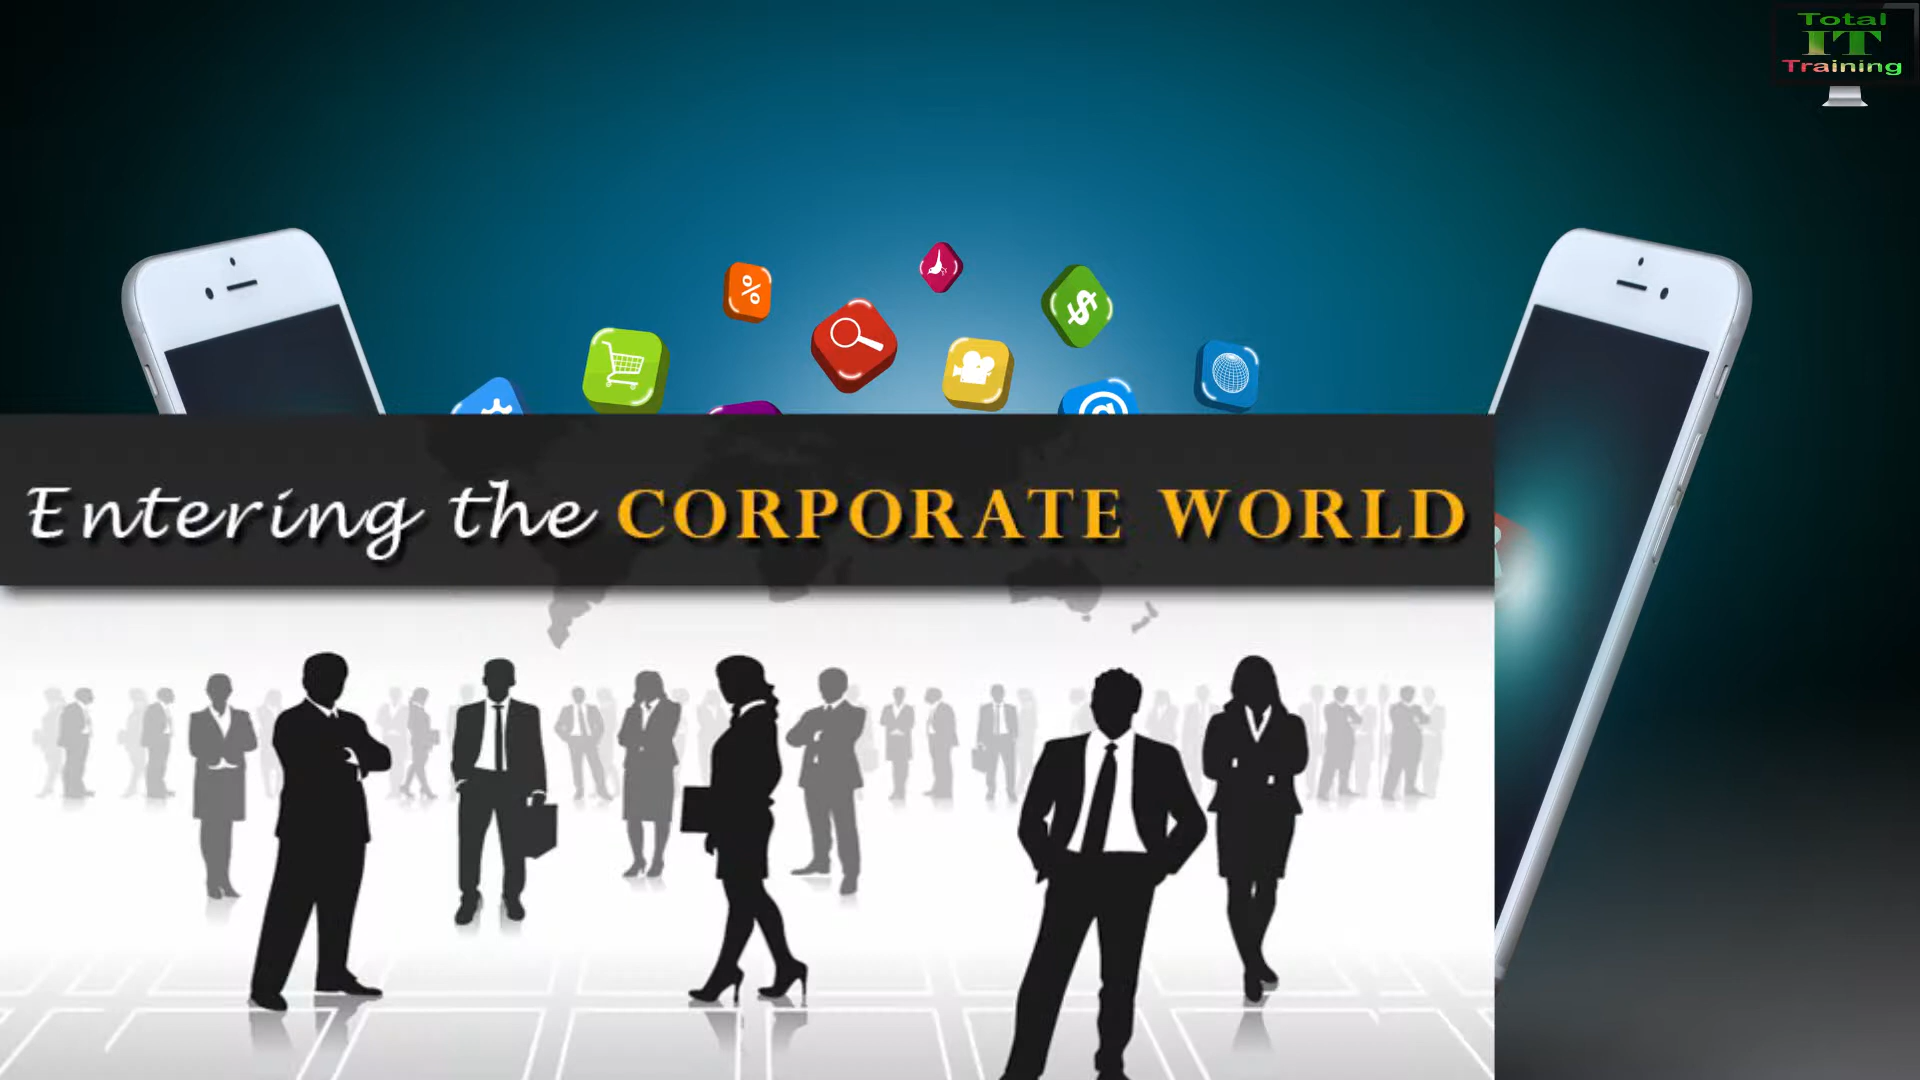 Total
IT
Training
%
$
@
Entering the CORPORATE WORLD